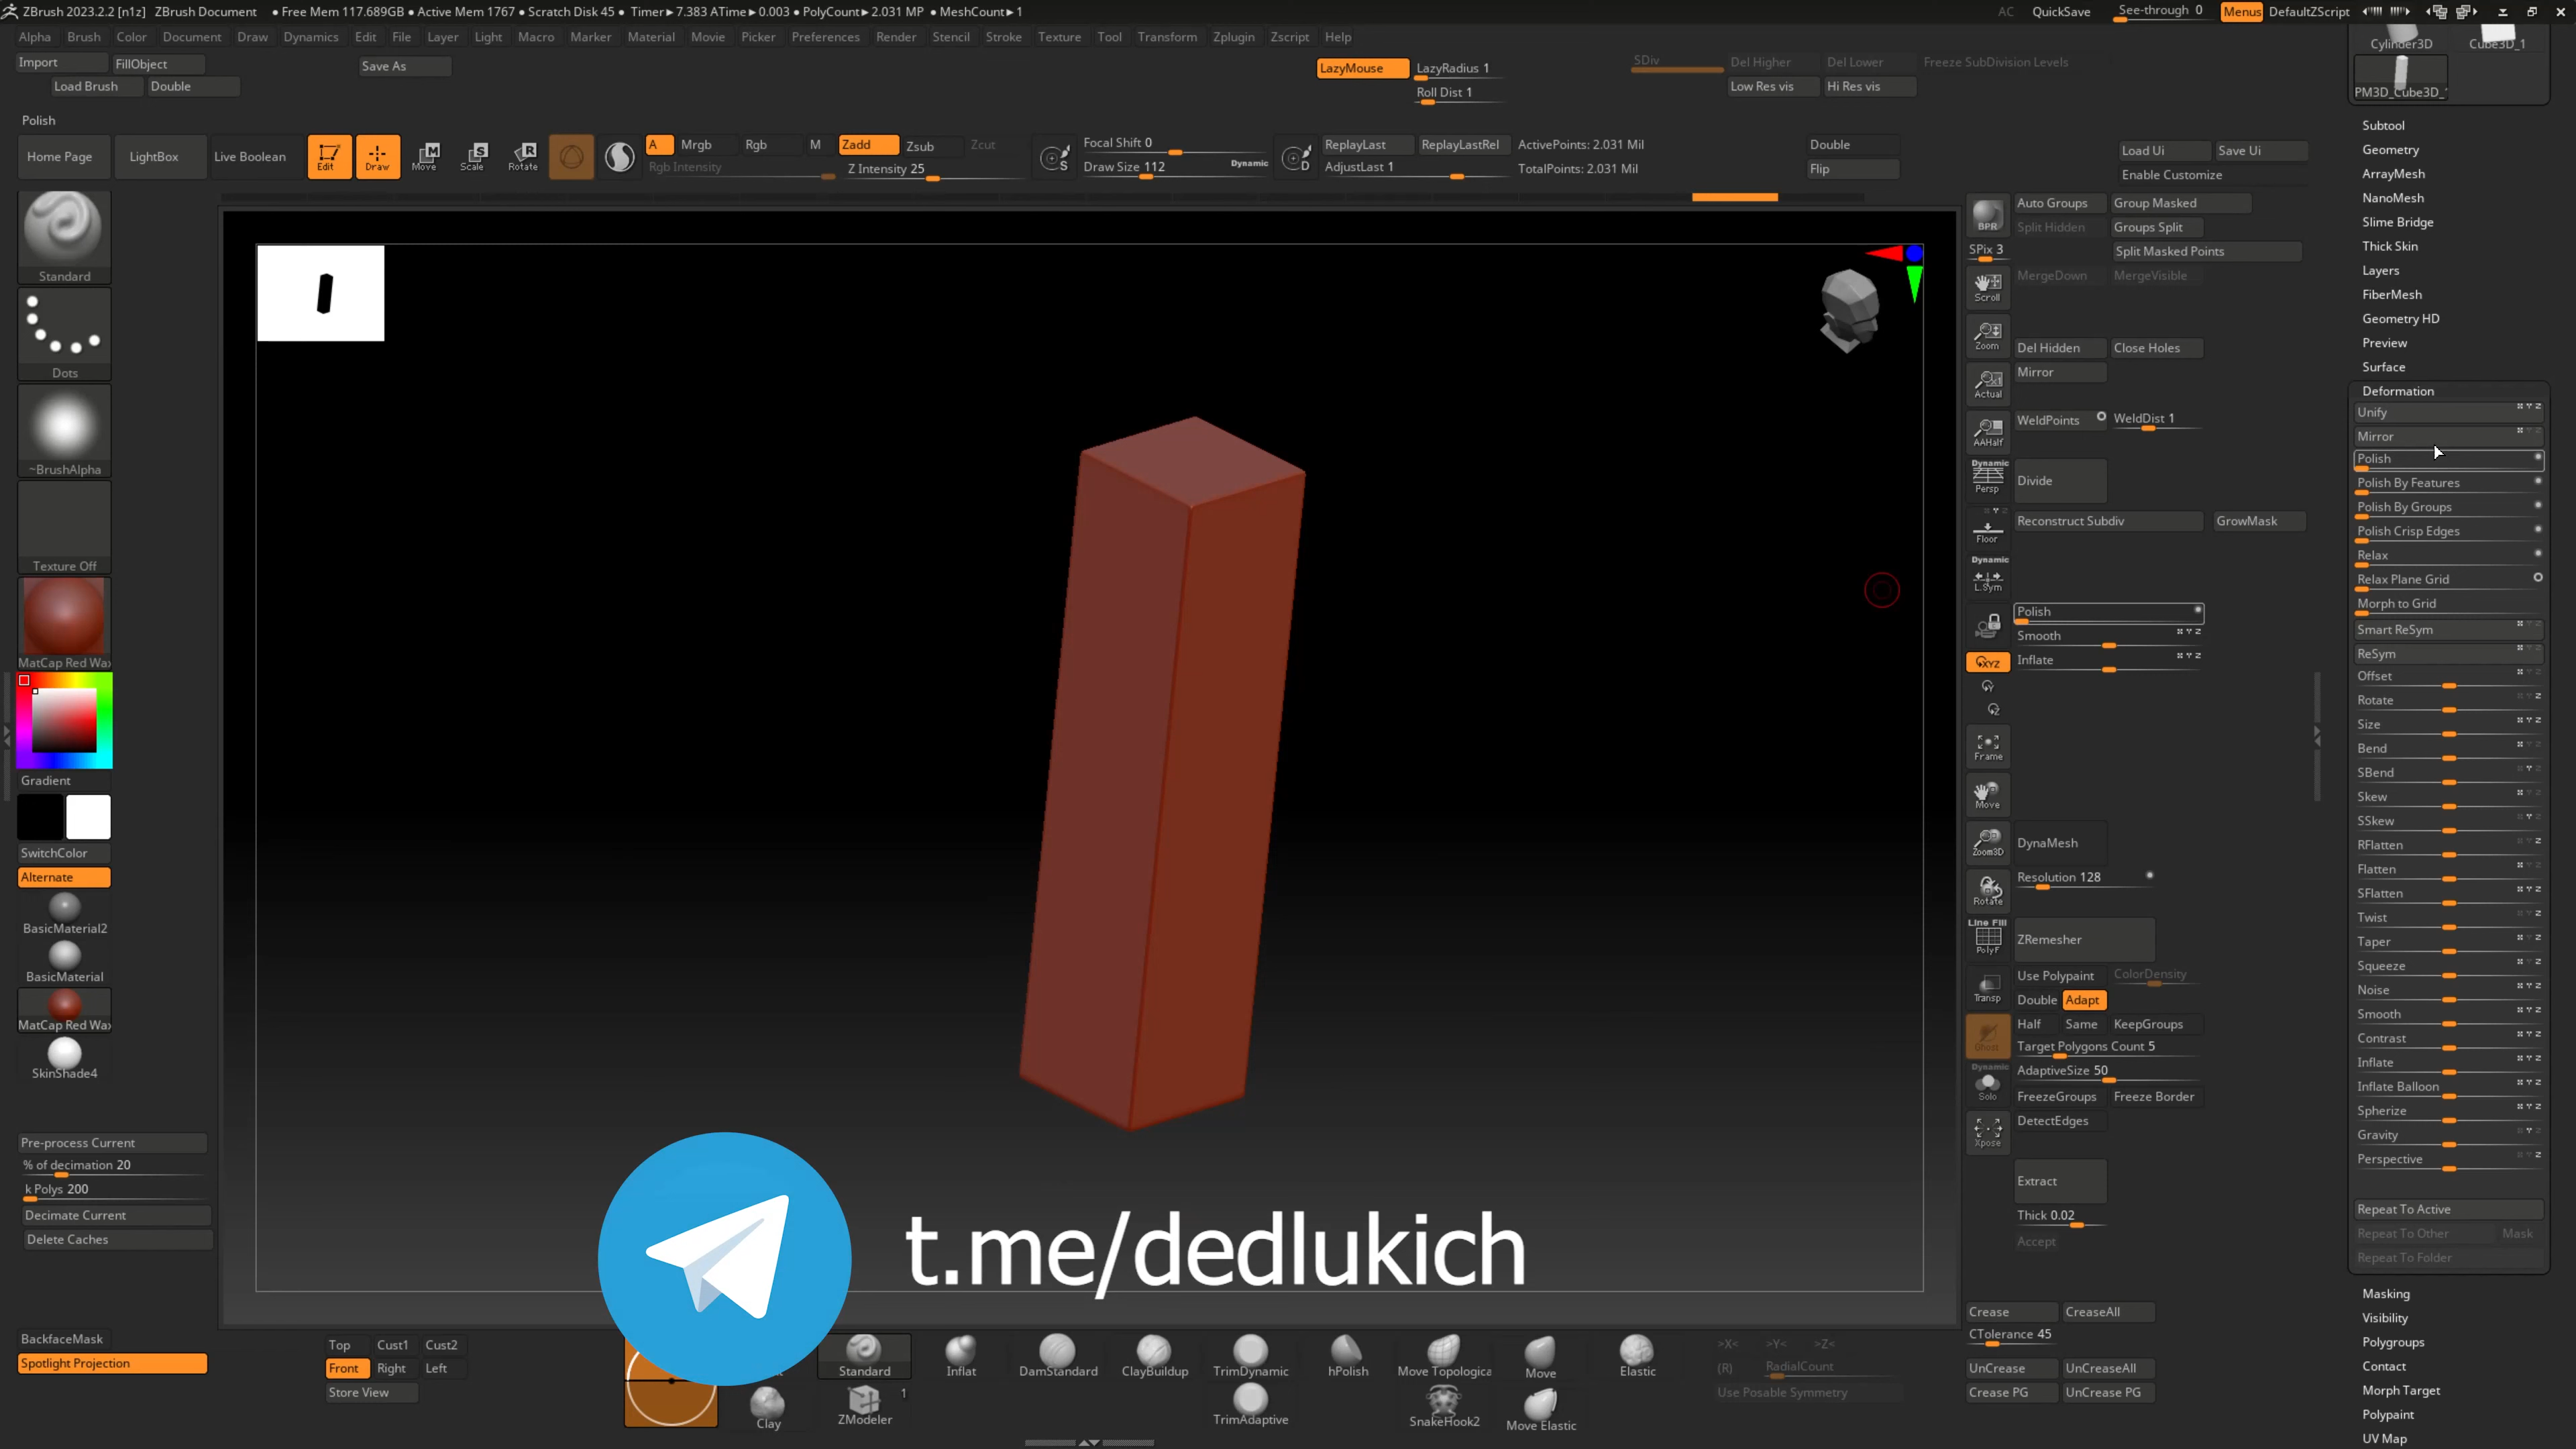 ZBrush 2023.2.2 [n1z] ZBrush Document • Free Mem 117.689GB • Active Mem 1767 • Scratch Disk 45 • Timer►7.383 ATime►0.003 • PolyCount►2.031 MP • MeshCount►1 AC QuickSave See-through 0 Menus DefaultZScript
Alpha Brush Color Document Draw Dynamics Edit File Layer Light Macro Marker Material Movie Picker Preferences Render Stencil Stroke Texture Tool Transform Zplugin Zscript Help
Import FillObject Save As
Load Brush Double
LazyMouse LazyRadius 1
Roll Dist 1
SDiv Del Higher Del Lower Freeze SubDivision Levels
Low Res vis Hi Res vis
Polish
Home Page LightBox Live Boolean Edit Draw Move Scale Rotate
A Mrgb Rgb M Zadd Zsub Zcut
Rgb Intensity Z Intensity 25
Focal Shift 0
Draw Size 112 Dynamic
ReplayLast ReplayLastRel ActivePoints: 2.031 Mil
AdjustLast 1 TotalPoints: 2.031 Mil
Double
Flip
Load Ui Save Ui
Enable Customize
Standard
Dots
~BrushAlpha
Texture Off
MatCap Red Wax
Gradient
SwitchColor
Alternate
BasicMaterial2
BasicMaterial
MatCap Red Wax
SkinShade4
Pre-process Current
% of decimation 20
k Polys 200
Decimate Current
Delete Caches
BackfaceMask
Spotlight Projection
t.me/dedlukich
Top Cust1 Cust2
Front Right Left
Store View
Standard Inflat DamStandard ClayBuildup TrimDynamic hPolish Move Topologica Move Elastic
Clay ZModeler 1 TrimAdaptive SnakeHook2 Move Elastic
>X< >Y< >Z<
(R) RadialCount
Use Posable Symmetry
BPR
SPix 3
Scroll
Zoom
Actual
AAHalf
Dynamic
Persp
Floor
Dynamic
L.Sym
XYZ
Frame
Move
Zoom3D
Rotate
Line Fill
PolyF
Transp
Ghost
Dynamic
Solo
Xpose
Auto Groups Group Masked
Split Hidden Groups Split
Split Masked Points
MergeDown MergeVisible
Del Hidden Close Holes
Mirror
WeldPoints WeldDist 1
Divide
Reconstruct Subdiv GrowMask
Polish
Smooth
Inflate
DynaMesh
Resolution 128
ZRemesher
Use Polypaint ColorDensity
Double Adapt
Half Same KeepGroups
Target Polygons Count 5
AdaptiveSize 50
FreezeGroups Freeze Border
DetectEdges
Extract
Thick 0.02
Accept
Crease CreaseAll
CTolerance 45
UnCrease UnCreaseAll
Crease PG UnCrease PG
Cylinder3D Cube3D_1
PM3D_Cube3D_
Subtool
Geometry
ArrayMesh
NanoMesh
Slime Bridge
Thick Skin
Layers
FiberMesh
Geometry HD
Preview
Surface
Deformation
Unify
Mirror
Polish
Polish By Features
Polish By Groups
Polish Crisp Edges
Relax
Relax Plane Grid
Morph to Grid
Smart ReSym
ReSym
Offset
Rotate
Size
Bend
SBend
Skew
SSkew
RFlatten
Flatten
SFlatten
Twist
Taper
Squeeze
Noise
Smooth
Contrast
Inflate
Inflate Balloon
Spherize
Gravity
Perspective
Repeat To Active
Repeat To Other Mask
Repeat To Folder
Masking
Visibility
Polygroups
Contact
Morph Target
Polypaint
UV Map